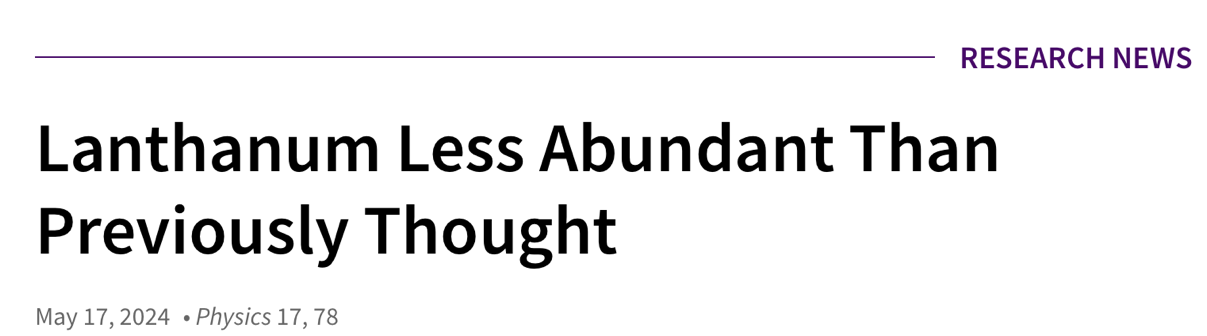 RESEARCH NEWS
Lanthanum Less Abundant Than
Previously Thought
May 17, 2024 • Physics 17, 78